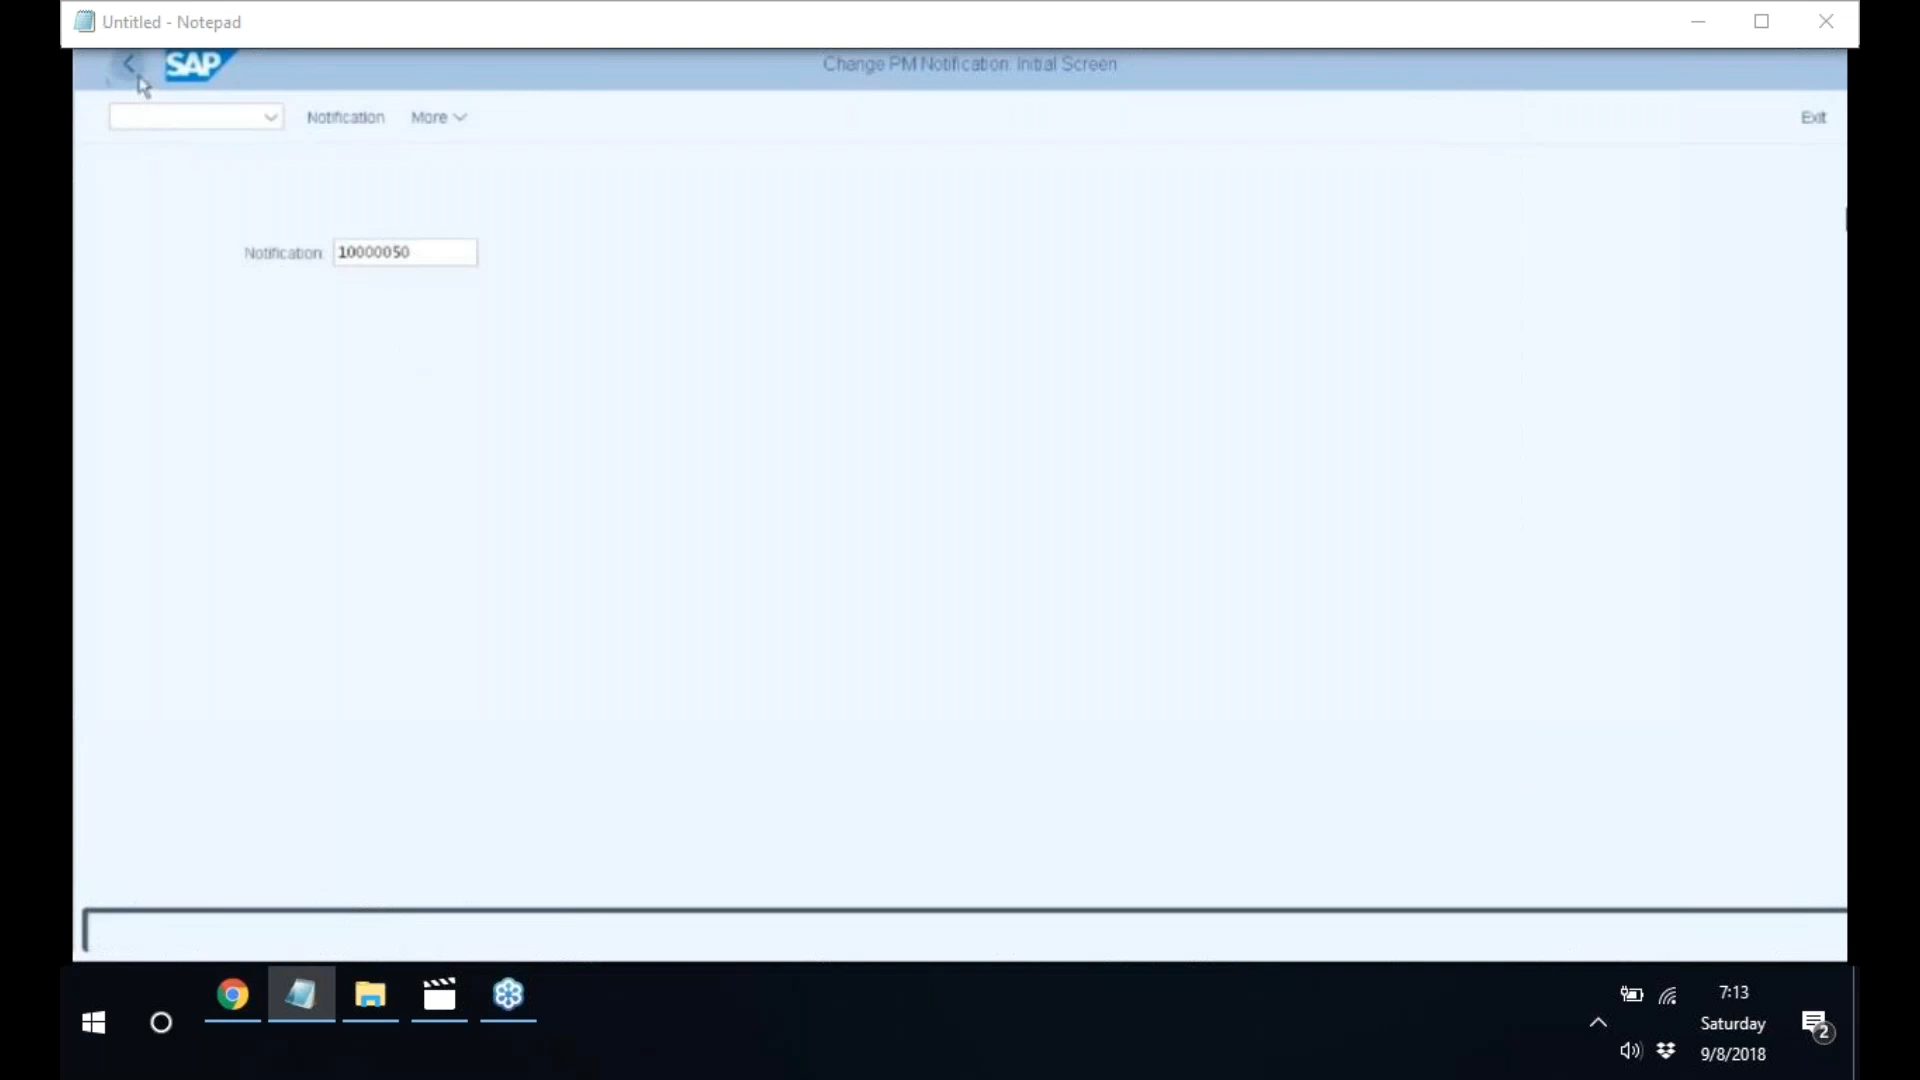 Untitled - Notepad
SAP
Change PM Notification: Initial Screen
Notification More Exit
Notification: 10000050
7:13
Saturday
9/8/2018
2